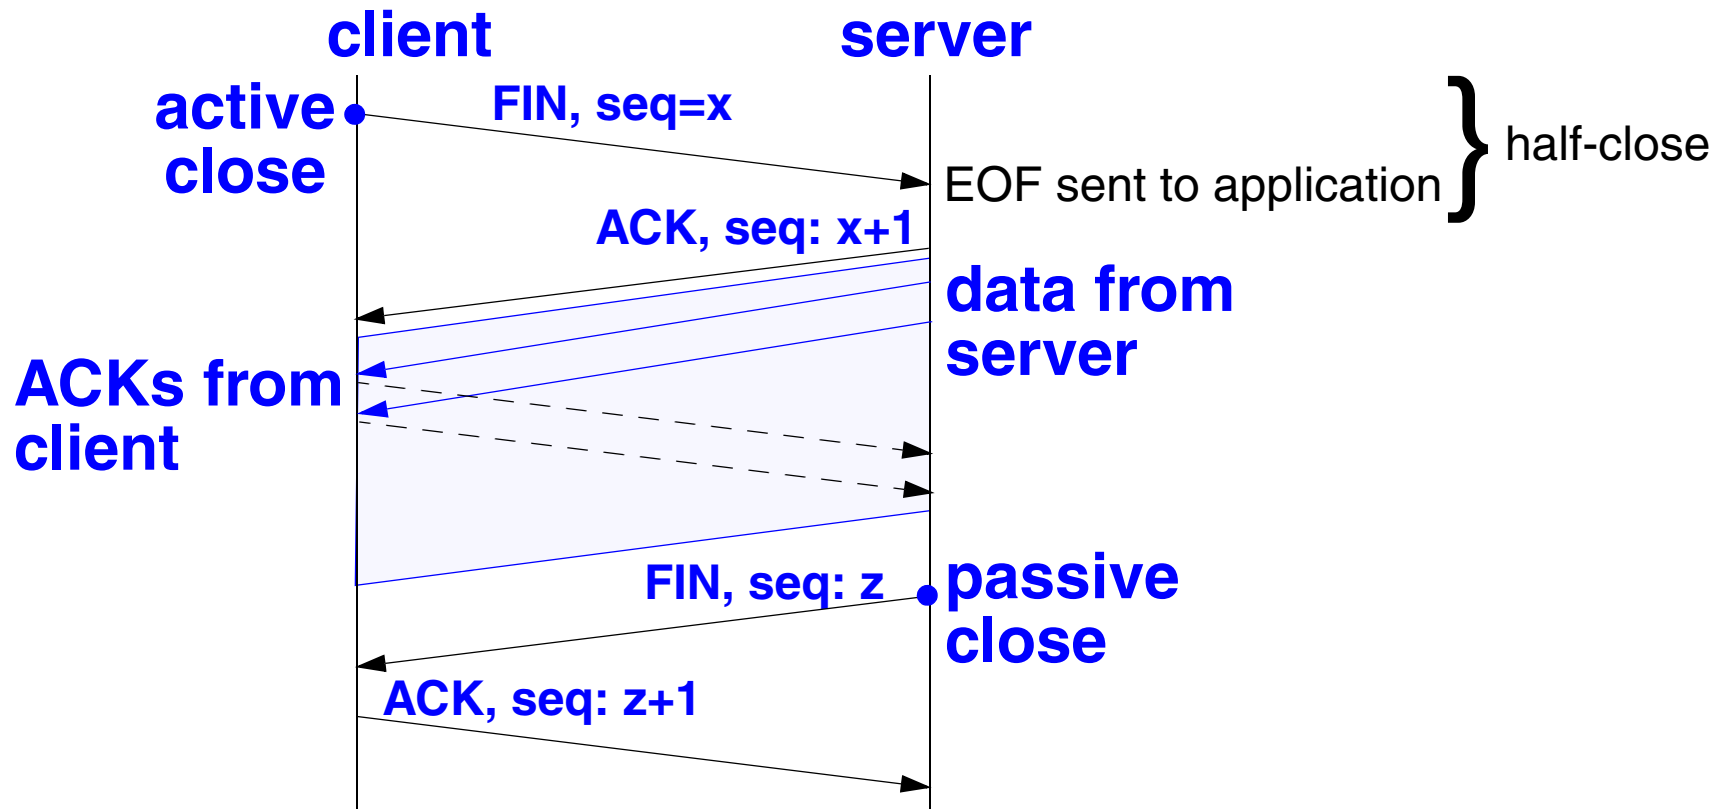 client
server
active
close
FIN, seq=x
EOF sent to application
} half-close
ACK, seq: x+1
data from
server
ACKs from
client
FIN, seq: z
passive
close
ACK, seq: z+1